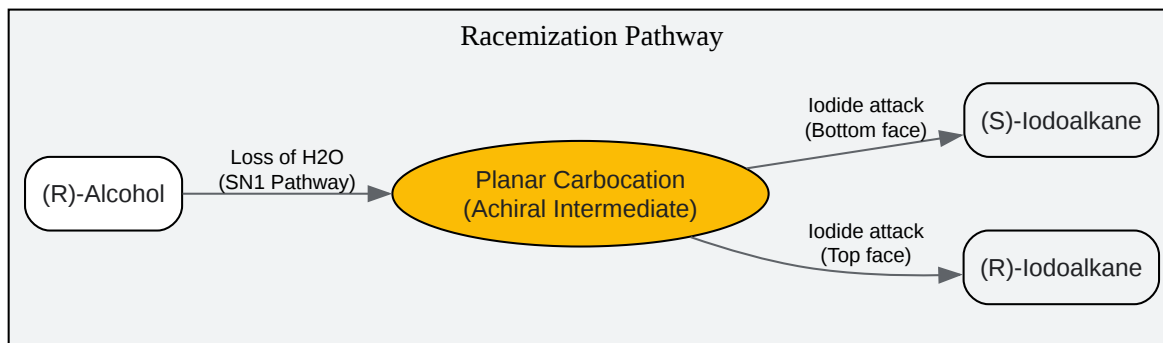 Racemization Pathway
(R)-Alcohol
Loss of H2O
(SN1 Pathway)
Planar Carbocation
(Achiral Intermediate)
Iodide attack
(Bottom face)
(S)-Iodoalkane
Iodide attack
(Top face)
(R)-Iodoalkane